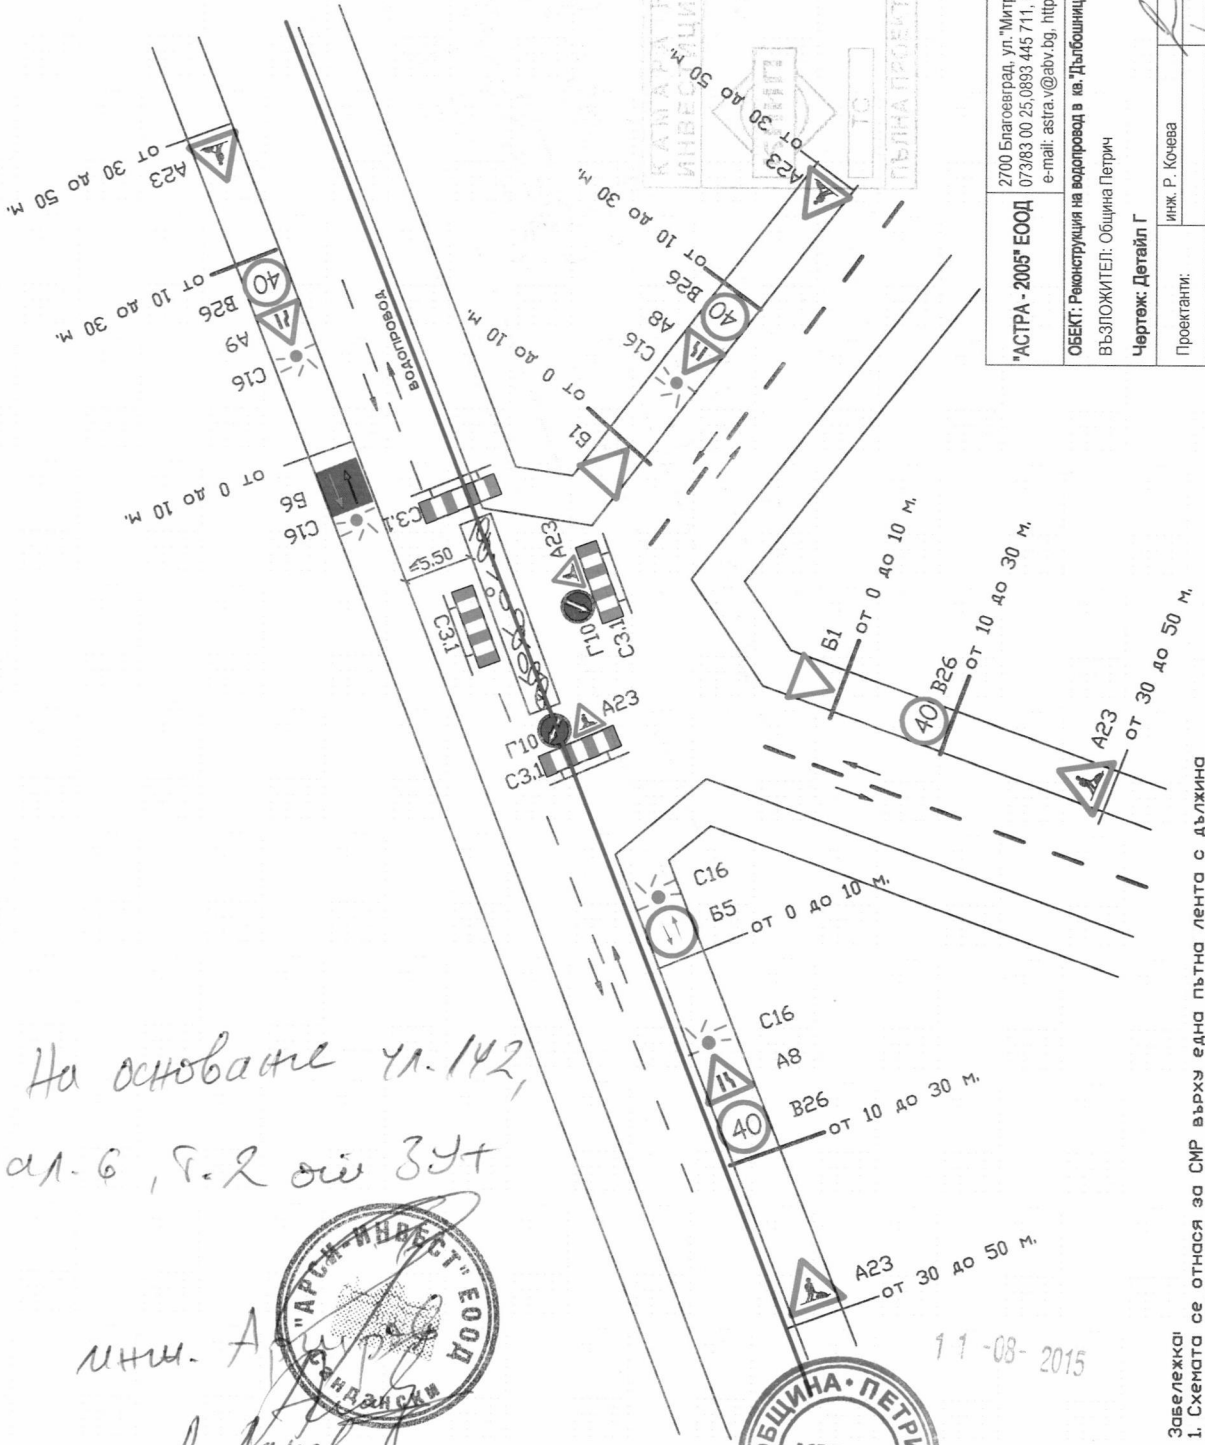 от 30 до 50 м.
А23
от 10 до 30 м.
40
В26
А9
С16
от 0 до 10 м.
Б6
С16
водопровод
от 30 до 50 м.
А23
от 10 до 30 м.
40
В26
А8
С16
от 0 до 10 м.
Б1
С3.1
5.50
С3.1
А23
Г10
С3.1
Г10
А23
С3.1
Б1
от 0 до 10 м.
40
В26
от 10 до 30 м.
А23
от 30 до 50 м.
С16
Б5
от 0 до 10 м.
С16
А8
40
В26
от 10 до 30 м.
А23
от 30 до 50 м.
КАМАРА
ИНВЕСТИЦИ
ТС
"АСТРА - 2005" ЕООД
2700 Благоевград, ул."Митр
073/83 00 25,0893 445 711,
e-mail: astra.v@abv.bg, http
ОБЕКТ: Реконструкция на водопровод в кв."Дълбошниц
ВЪЗЛОЖИТЕЛ: Община Петрич
Чертеж: Детайл Г
Проектанти:
инж. Р. Кочева
На основание чл. 142,
ал. 6, т. 2 от ЗУТ
"АРСИ-ИНВЕСТ" ЕООД
Сандански
инж.
11 -08- 2015
ОБЩИНА • ПЕТРИ
Забележка:
1. Схемата се отнася за СМР върху една пътна лента с дължина